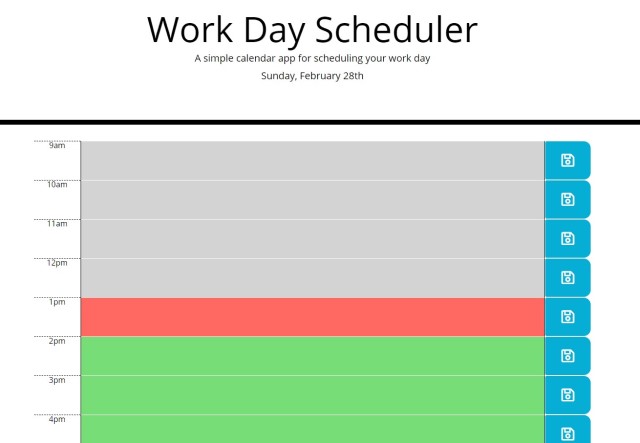 Work Day Scheduler
A simple calendar app for scheduling your work day
Sunday, February 28th
9am
10am
11am
12pm
1pm
2pm
3pm
4pm